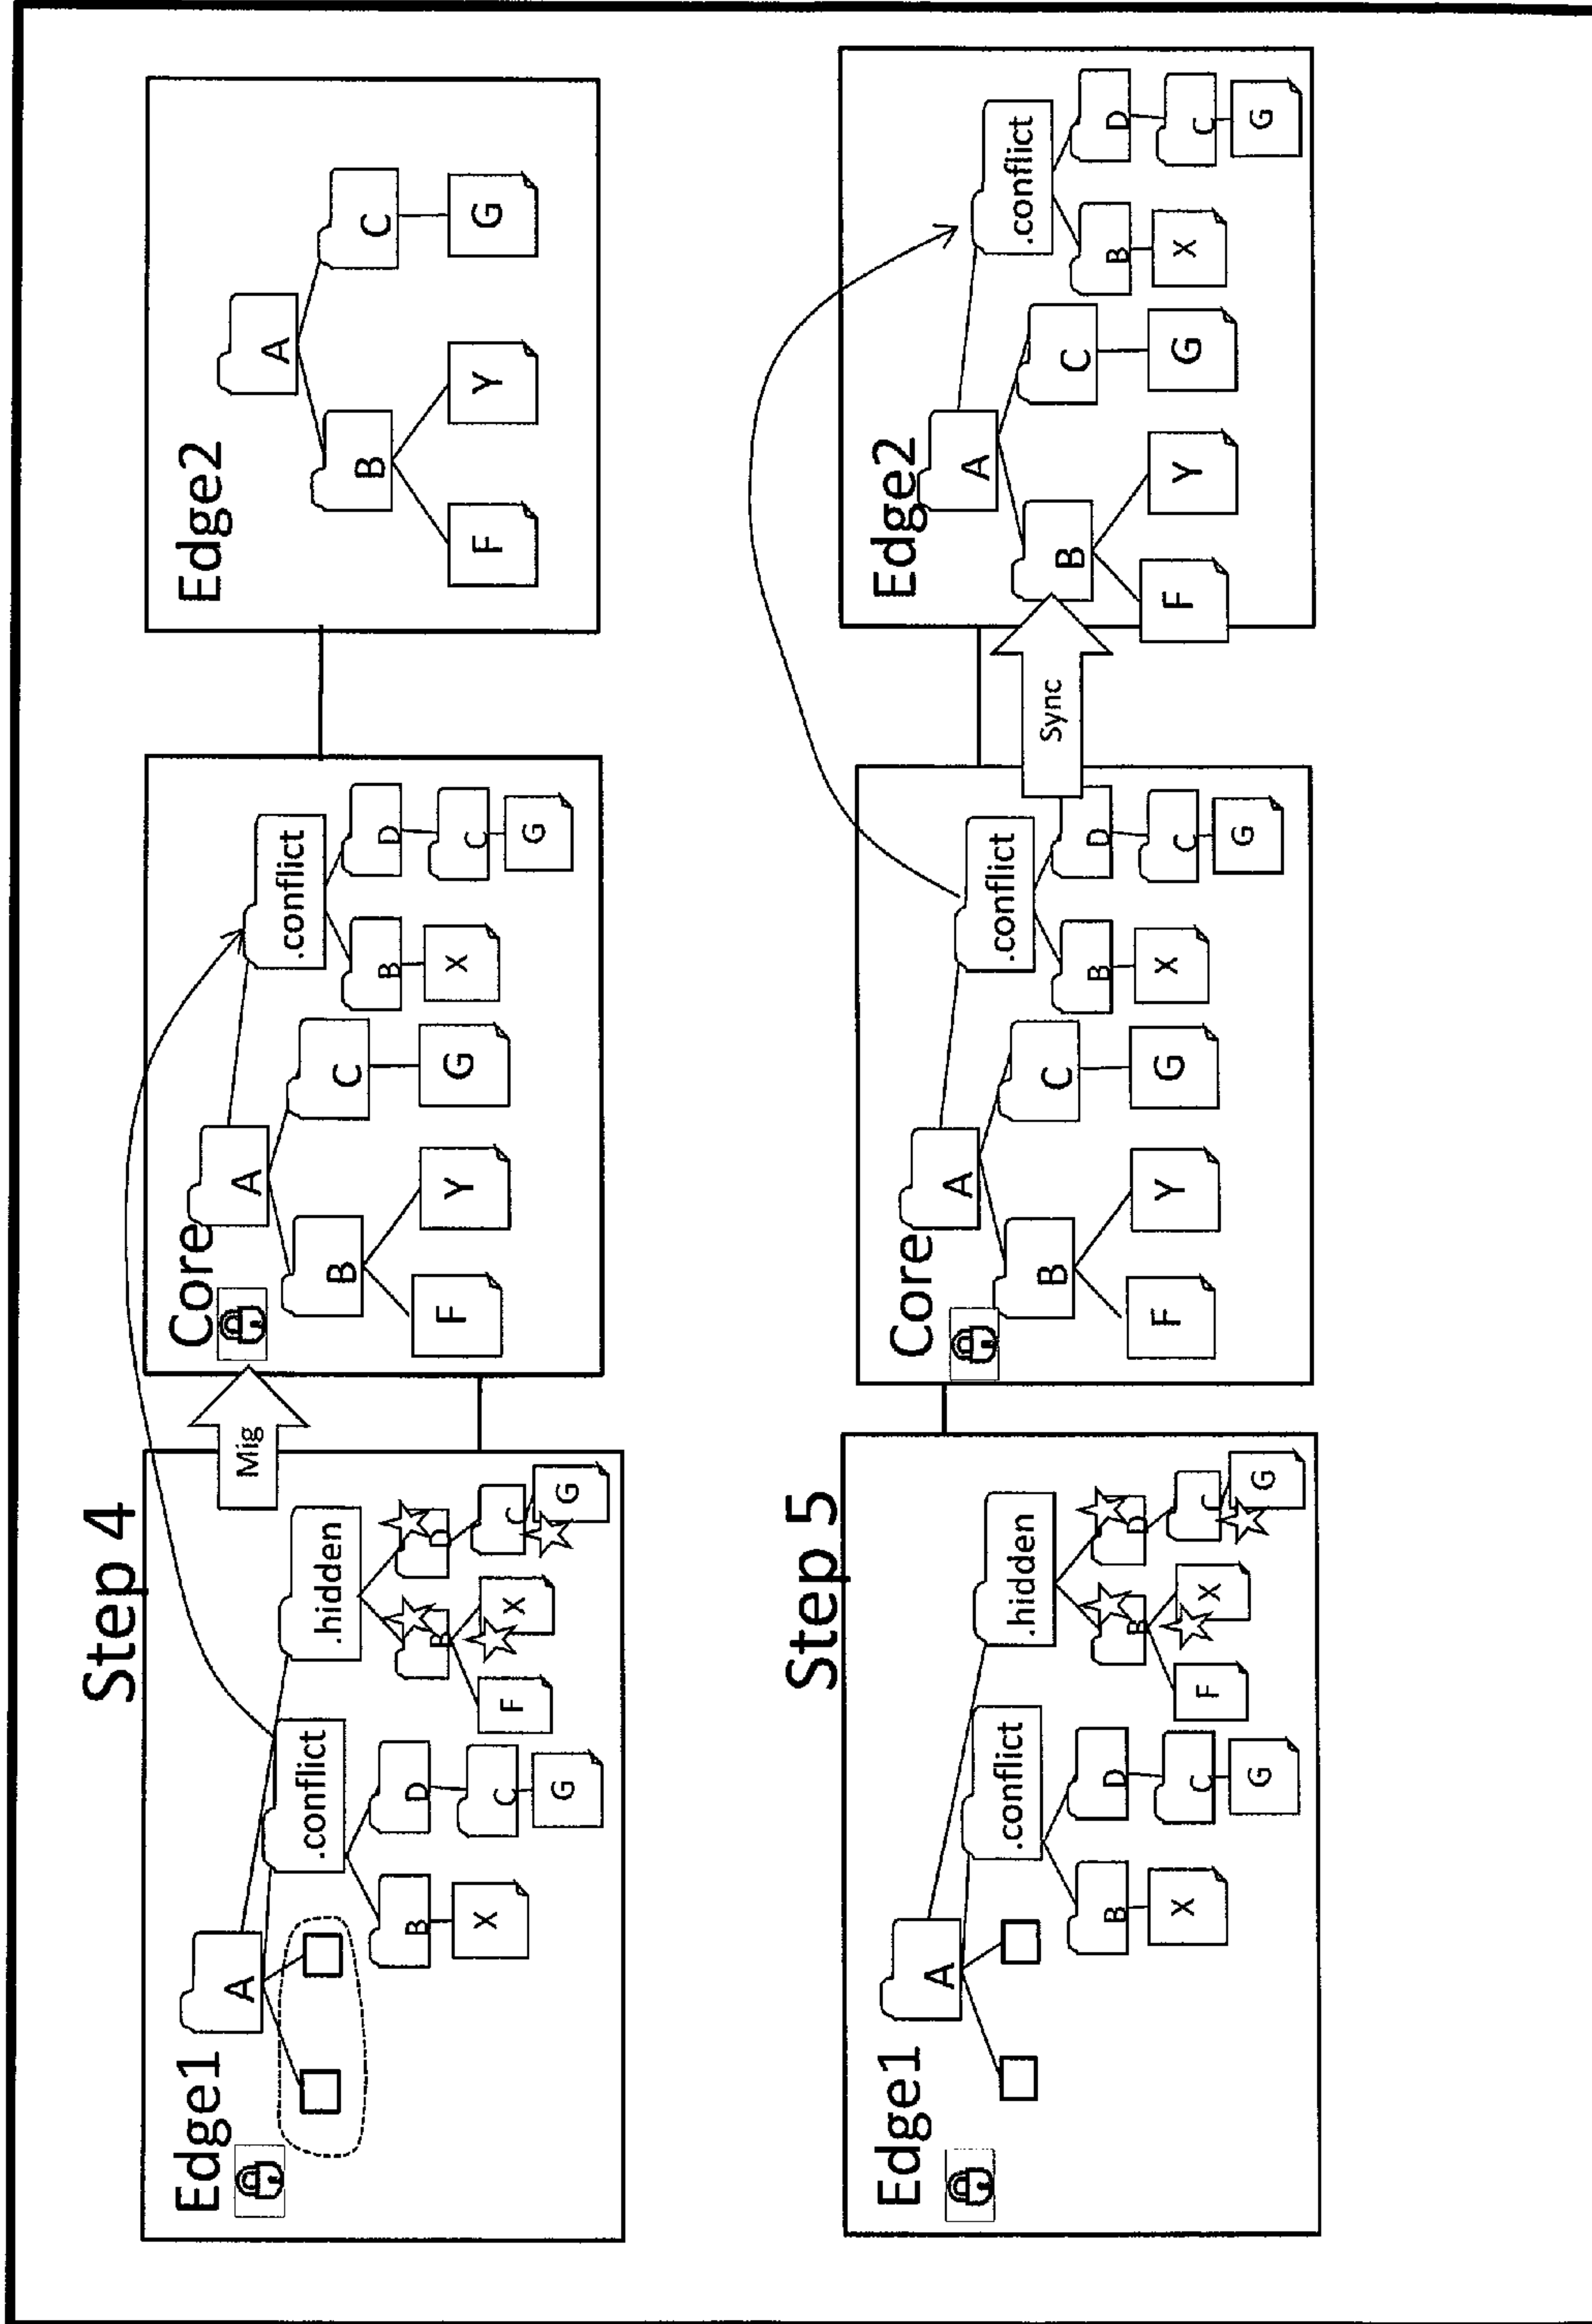 Step 4
Edge1
A
.conflict
.hidden
B
D
B
D
X
C
G
F
X
C
G
Mig
Core
A
.conflict
B
C
B
D
F
Y
G
X
C
G
Edge2
A
B
C
F
Y
G
Step 5
Edge1
A
.conflict
.hidden
B
D
B
D
X
C
G
F
X
C
G
Core
A
.conflict
B
C
B
D
F
Y
G
X
C
G
Sync
Edge2
A
.conflict
B
C
B
D
F
Y
G
X
C
G